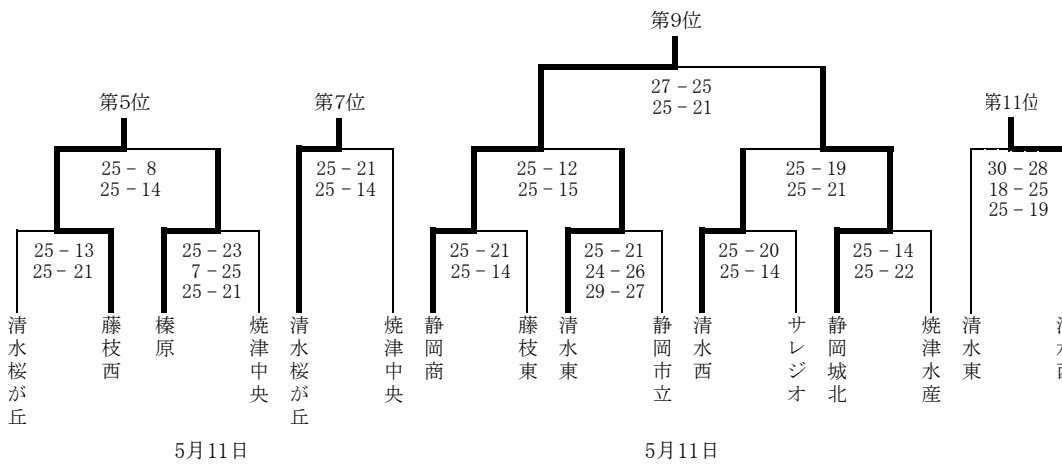 第9位
27－25
25－21
第5位
第7位
第11位
25－ 8
25－14
25－21
25－14
25－12
25－15
25－19
25－21
30－28
18－25
25－19
25－13
25－21
25－23
7－25
25－21
25－21
25－14
25－21
24－26
29－27
25－20
25－14
25－14
25－22
清水桜が丘
藤枝西
榛原
焼津中央
清水桜が丘
焼津中央
静岡商
藤枝東
清水東
静岡市立
清水西
サレジオ
静岡城北
焼津水産
清水東
5月11日
5月11日